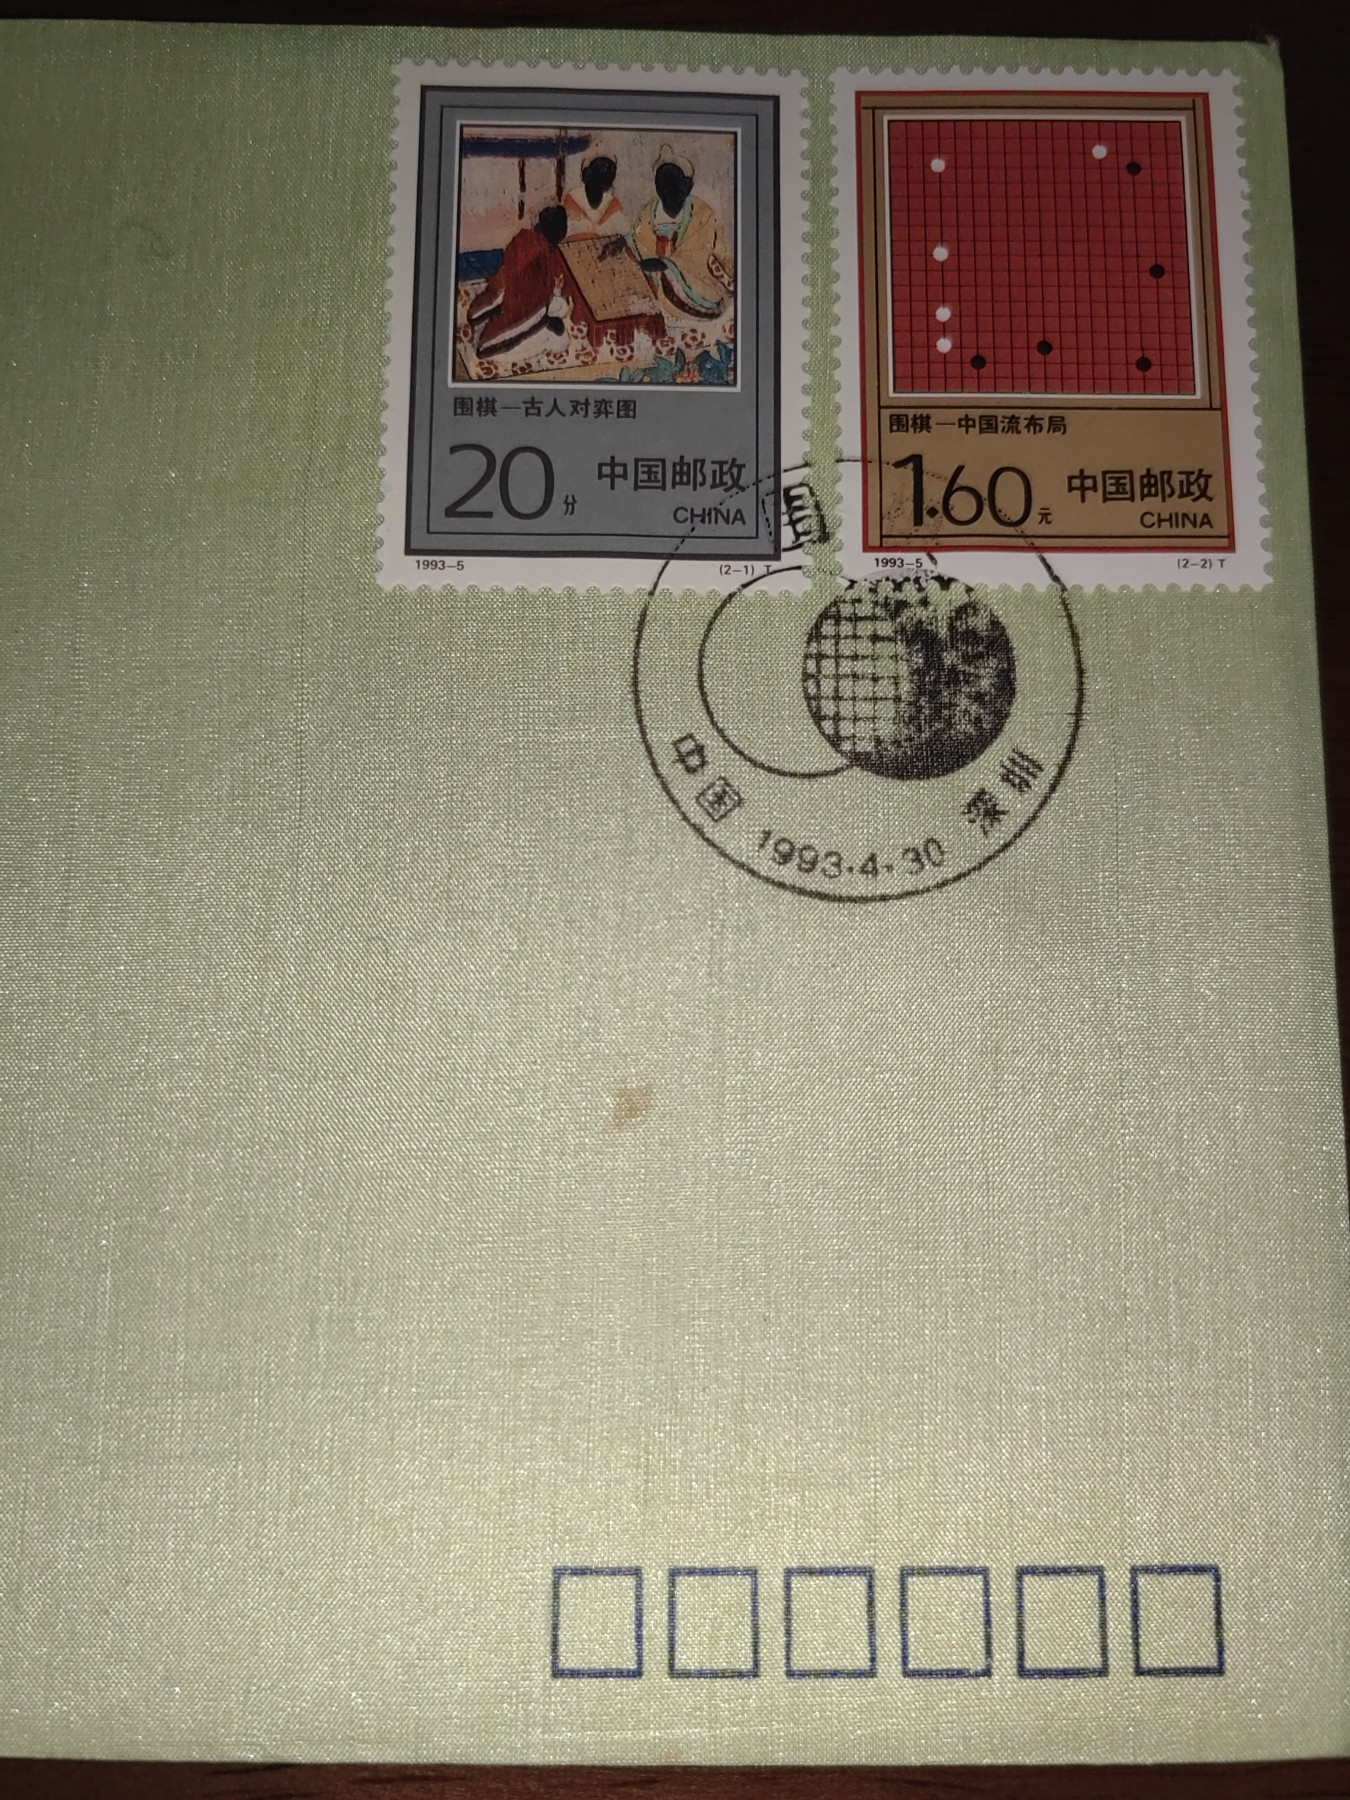 围棋—古人对弈图
20分 中国邮政
CHINA
1993—5 (2—1) T
围棋—中国流布局
1.60元 中国邮政
CHINA
1993—5 (2—2) T
围
中国 1993.4.30 深圳